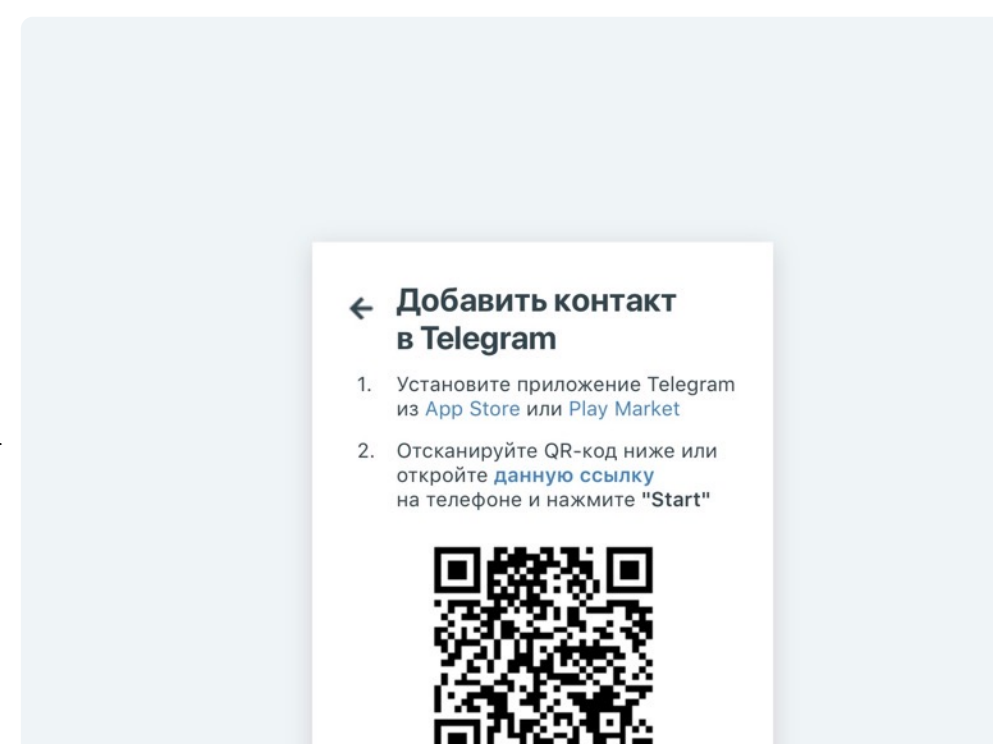 Добавить контакт
в Telegram
1. Установите приложение Telegram
из App Store или Play Market
2. Отсканируйте QR-код ниже или
откройте данную ссылку
на телефоне и нажмите "Start"